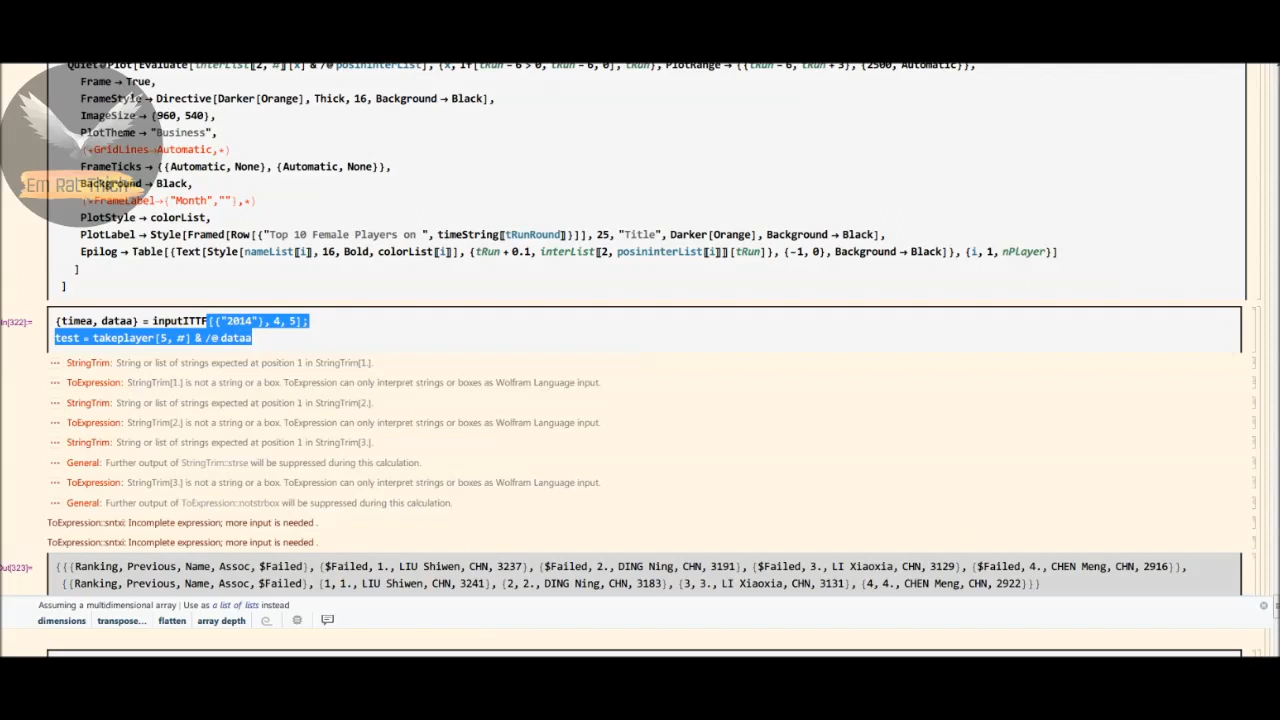 Quiet@Plot[Evaluate[interList[[2, #]][x] & /@ posininterList], {x, If[tRun - 6 > 0, tRun - 6, 0], tRun}, PlotRange → {{tRun - 6, tRun + 3}, {2500, Automatic}},
Frame → True,
FrameStyle → Directive[Darker[Orange], Thick, 16, Background → Black],
ImageSize → {960, 540},
PlotTheme → "Business",
(*GridLines→Automatic,*)
FrameTicks → {{Automatic, None}, {Automatic, None}},
Background → Black,
Em Rat Thich
(*FrameLabel→{"Month",""},*)
PlotStyle → colorList,
PlotLabel → Style[Framed[Row[{"Top 10 Female Players on ", timeString[[tRunRound]]}]], 25, "Title", Darker[Orange], Background → Black],
Epilog → Table[{Text[Style[nameList[[i]], 16, Bold, colorList[[i]]], {tRun + 0.1, interList[[2, posininterList[[i]]]][tRun]}, {-1, 0}, Background → Black]}, {i, 1, nPlayer}]
]
]
In[322]:= {timea, dataa} = inputITTF[{"2014"}, 4, 5];
test = takeplayer[5, #] & /@ dataa
··· StringTrim: String or list of strings expected at position 1 in StringTrim[1.].
··· ToExpression: StringTrim[1.] is not a string or a box. ToExpression can only interpret strings or boxes as Wolfram Language input.
··· StringTrim: String or list of strings expected at position 1 in StringTrim[2.].
··· ToExpression: StringTrim[2.] is not a string or a box. ToExpression can only interpret strings or boxes as Wolfram Language input.
··· StringTrim: String or list of strings expected at position 1 in StringTrim[3.].
··· General: Further output of StringTrim::strse will be suppressed during this calculation.
··· ToExpression: StringTrim[3.] is not a string or a box. ToExpression can only interpret strings or boxes as Wolfram Language input.
··· General: Further output of ToExpression::notstrbox will be suppressed during this calculation.
ToExpression::sntxi: Incomplete expression; more input is needed .
ToExpression::sntxi: Incomplete expression; more input is needed .
Out[323]= {{{Ranking, Previous, Name, Assoc, $Failed}, {$Failed, 1., LIU Shiwen, CHN, 3237}, {$Failed, 2., DING Ning, CHN, 3191}, {$Failed, 3., LI Xiaoxia, CHN, 3129}, {$Failed, 4., CHEN Meng, CHN, 2916}},
{{Ranking, Previous, Name, Assoc, $Failed}, {1, 1., LIU Shiwen, CHN, 3241}, {2, 2., DING Ning, CHN, 3183}, {3, 3., LI Xiaoxia, CHN, 3131}, {4, 4., CHEN Meng, CHN, 2922}}}
Assuming a multidimensional array | Use as a list of lists instead
dimensions transpose... flatten array depth